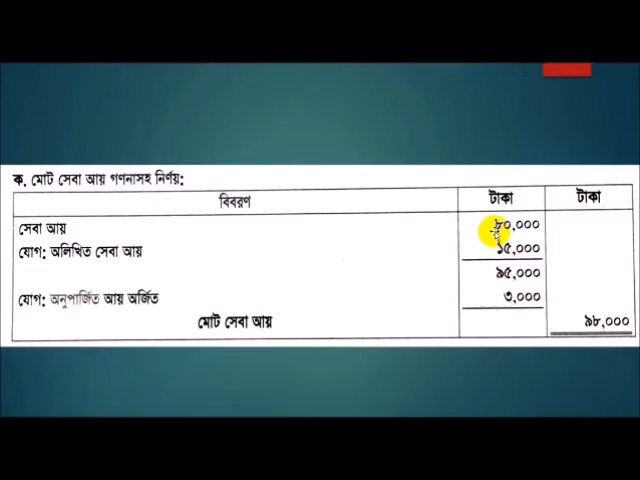 ক. মোট সেবা আয় গণনাসহ নির্ণয়:
বিবরণ টাকা টাকা
সেবা আয় ৮০,০০০
যোগ: অলিখিত সেবা আয় ১৫,০০০
৯৫,০০০
যোগ: অনুপার্জিত আয় অর্জিত ৩,০০০
মোট সেবা আয় ৯৮,০০০